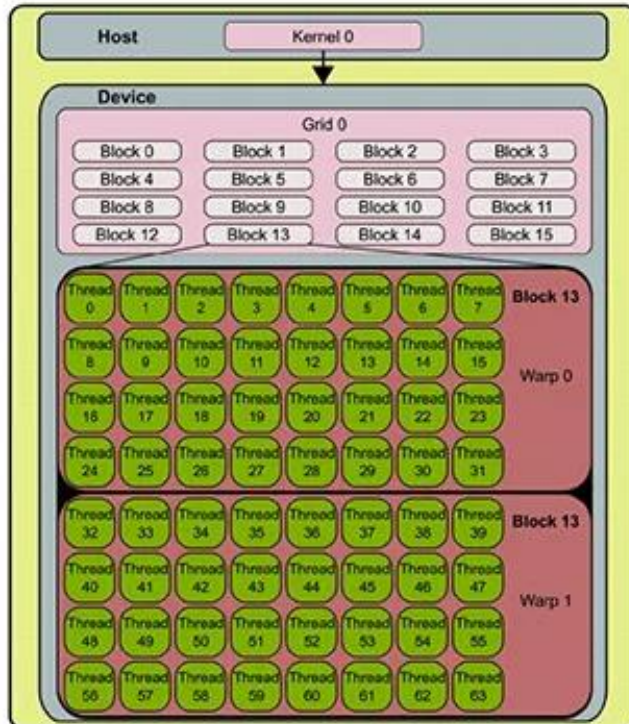 Host
Kernel 0
Device
Grid 0
Block 0 Block 1 Block 2 Block 3
Block 4 Block 5 Block 6 Block 7
Block 8 Block 9 Block 10 Block 11
Block 12 Block 13 Block 14 Block 15
Thread Thread Thread Thread Thread Thread Thread Thread
0 1 2 3 4 5 6 7
Block 13
Thread Thread Thread Thread Thread Thread Thread Thread
8 9 10 11 12 13 14 15
Warp 0
Thread Thread Thread Thread Thread Thread Thread Thread
16 17 18 19 20 21 22 23
Thread Thread Thread Thread Thread Thread Thread Thread
24 25 26 27 28 29 30 31
Thread Thread Thread Thread Thread Thread Thread Thread
32 33 34 35 36 37 38 39
Block 13
Thread Thread Thread Thread Thread Thread Thread Thread
40 41 42 43 44 45 46 47
Warp 1
Thread Thread Thread Thread Thread Thread Thread Thread
48 49 50 51 52 53 54 55
Thread Thread Thread Thread Thread Thread Thread Thread
56 57 58 59 60 61 62 63